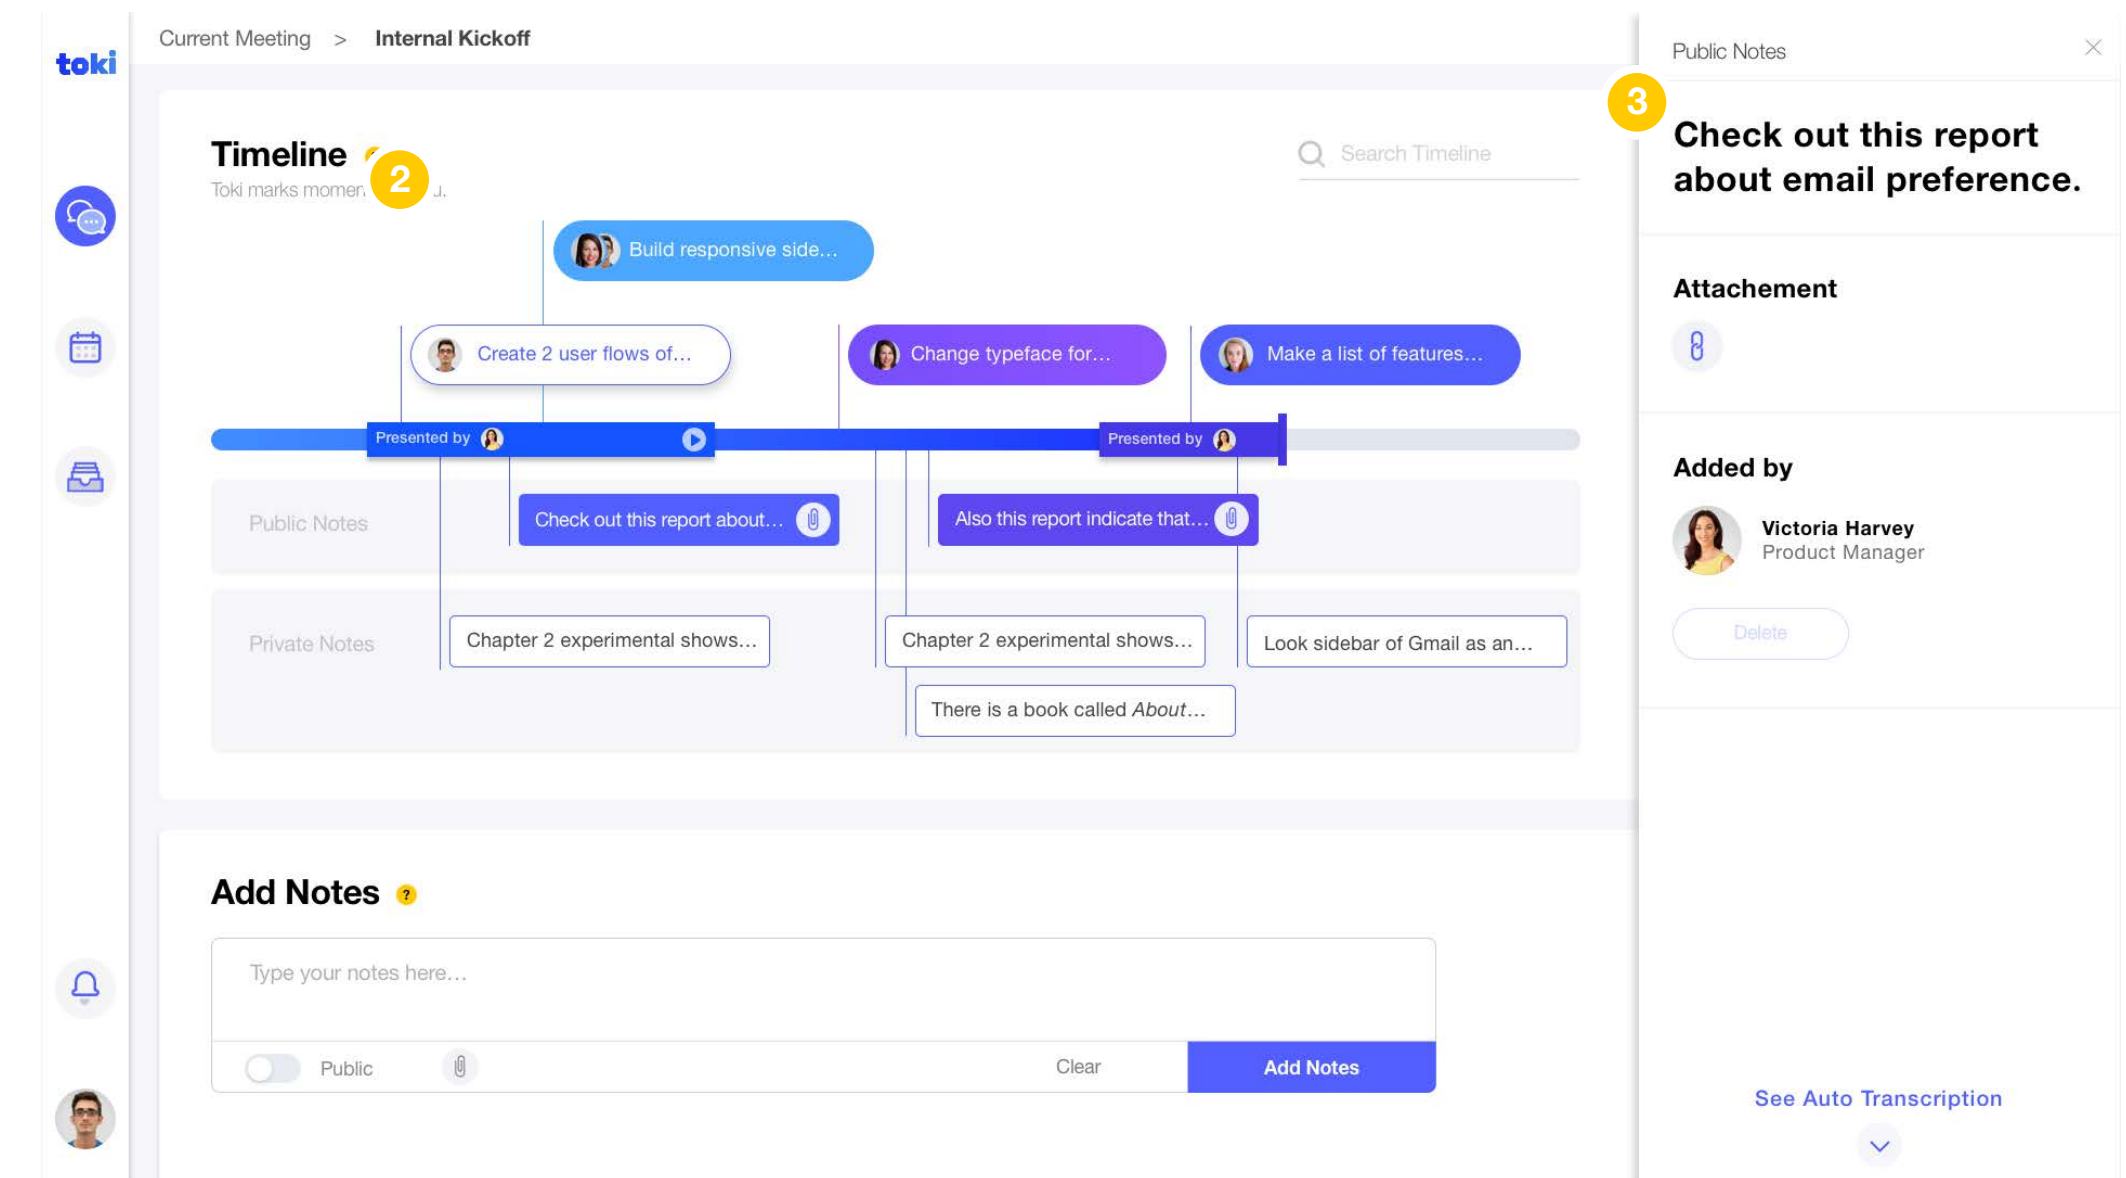 toki
Current Meeting > Internal Kickoff
Timeline
Toki marks
2
Search Timeline
Build responsive side...
Create 2 user flows of...
Change typeface for...
Make a list of features...
Presented by
Presented by
Public Notes
Check out this report about...
Also this report indicate that...
Private Notes
Chapter 2 experimental shows...
Chapter 2 experimental shows...
Look sidebar of Gmail as an...
There is a book called About...
Add Notes ?
Type your notes here...
Public
Clear
Add Notes
Public Notes
3
Check out this report
about email preference.
Attachement
Added by
Victoria Harvey
Product Manager
Delete
See Auto Transcription